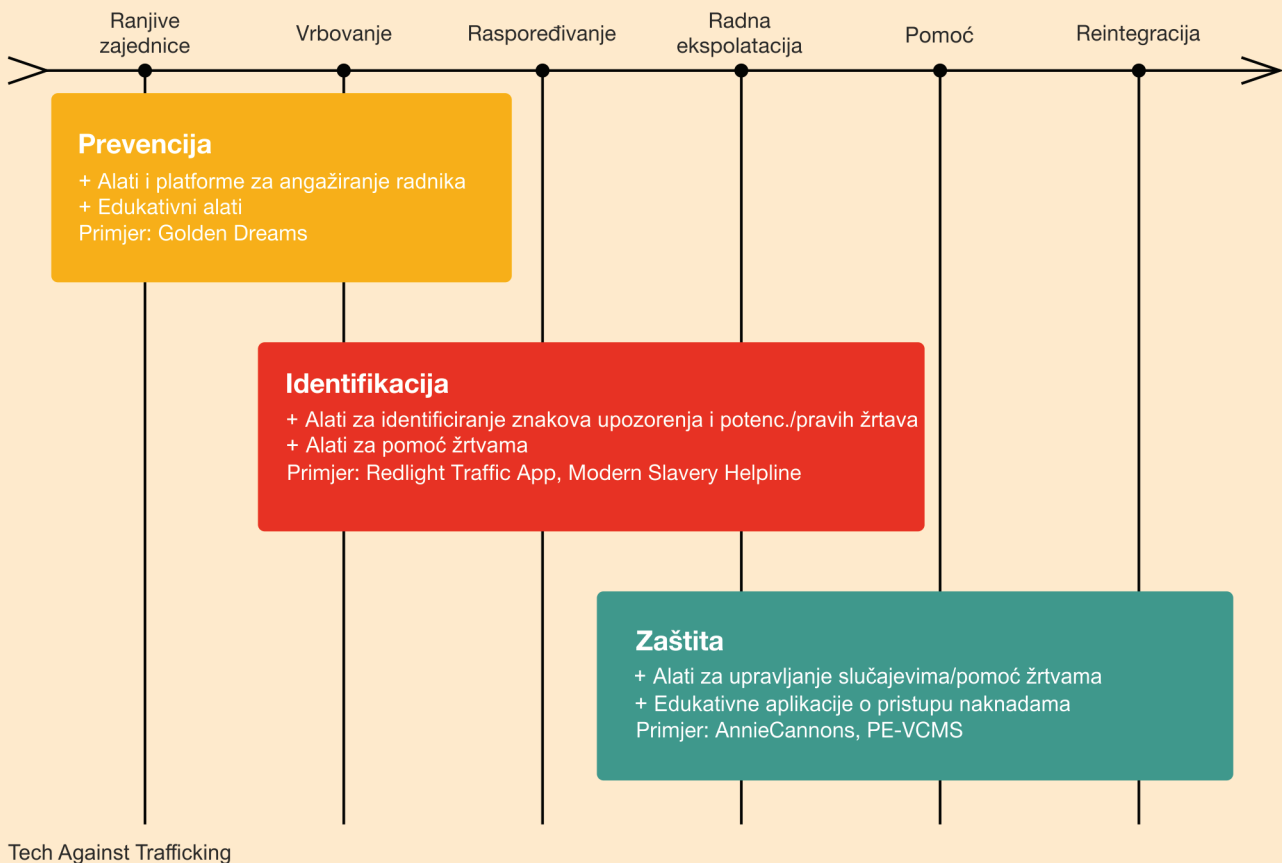 Ranjive
zajednice
Vrbovanje
Raspoređivanje
Radna
ekspolatacija
Pomoć
Reintegracija
Prevencija
+ Alati i platforme za angažiranje radnika
+ Edukativni alati
Primjer: Golden Dreams
Identifikacija
+ Alati za identificiranje znakova upozorenja i potenc./pravih žrtava
+ Alati za pomoć žrtvama
Primjer: Redlight Traffic App, Modern Slavery Helpline
Zaštita
+ Alati za upravljanje slučajevima/pomoć žrtvama
+ Edukativne aplikacije o pristupu naknadama
Primjer: AnnieCannons, PE-VCMS
Tech Against Trafficking